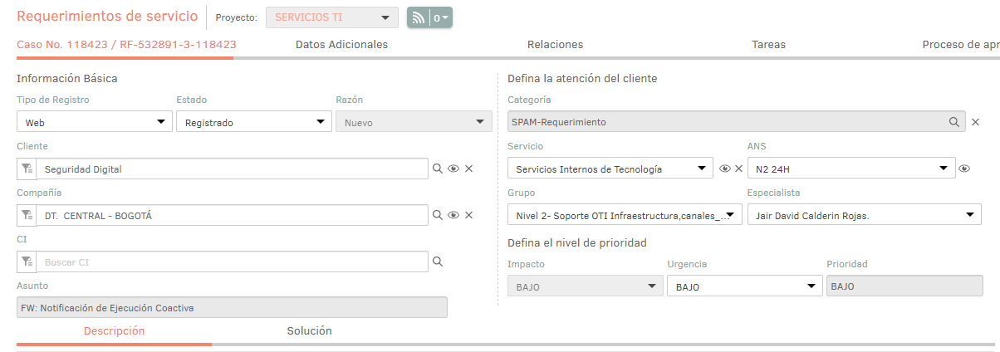 Requerimientos de servicio
Proyecto:
SERVICIOS TI
0
Caso No. 118423 / RF-532891-3-118423
Datos Adicionales
Relaciones
Tareas
Proceso de apr
Información Básica
Tipo de Registro
Estado
Razón
Web
Registrado
Nuevo
Cliente
Seguridad Digital
Compañía
DT. CENTRAL - BOGOTÁ
CI
Buscar CI
Asunto
FW: Notificación de Ejecución Coactiva
Defina la atención del cliente
Categoría
SPAM-Requerimiento
Servicio
ANS
Servicios Internos de Tecnología
N2 24H
Grupo
Especialista
Nivel 2- Soporte OTI Infraestructura,canales_...
Jair David Calderin Rojas.
Defina el nivel de prioridad
Impacto
Urgencia
Prioridad
BAJO
BAJO
BAJO
Descripción
Solución